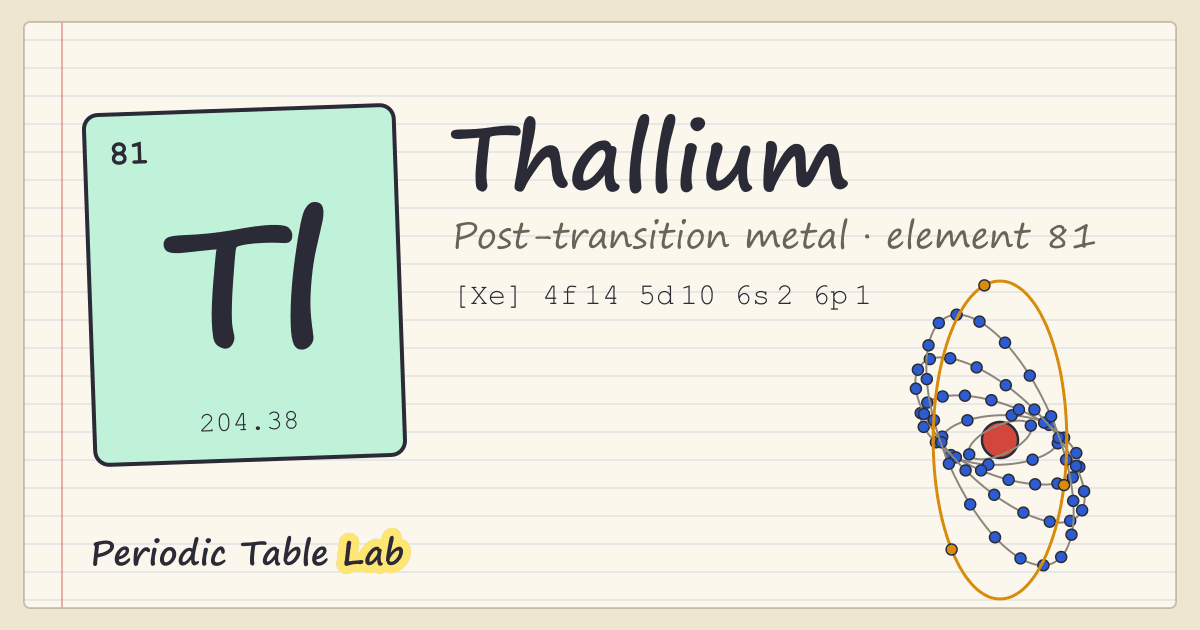 81
Tl
204.38
Thallium
Post-transition metal · element 81
[Xe] 4f14 5d10 6s2 6p1
Periodic Table Lab